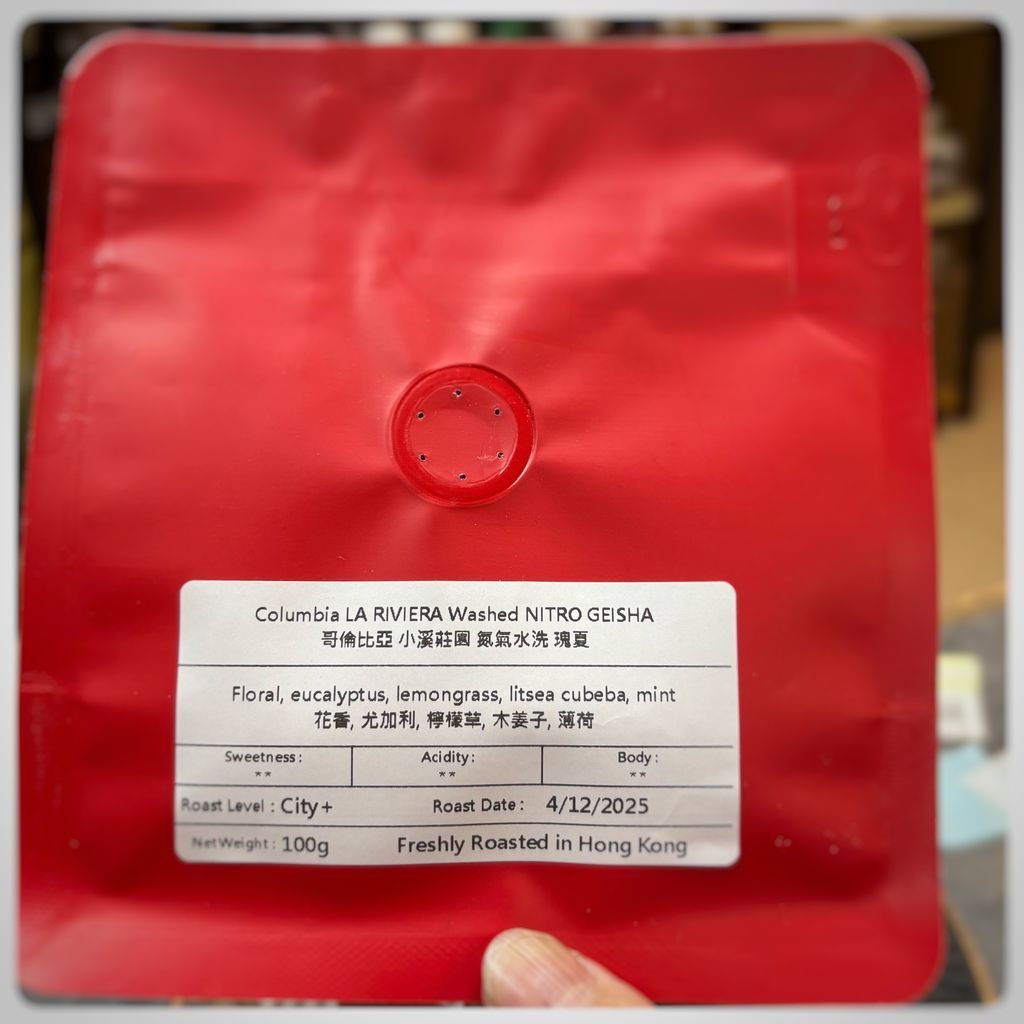 Columbia LA RIVIERA Washed NITRO GEISHA
哥倫比亞 小溪莊園 氮氣水洗 瑰夏
Floral, eucalyptus, lemongrass, litsea cubeba, mint
花香, 尤加利, 檸檬草, 木姜子, 薄荷
Sweetness: Acidity: Body:
** ** **
Roast Level : City+ Roast Date: 4/12/2025
Net Weight : 100g Freshly Roasted in Hong Kong